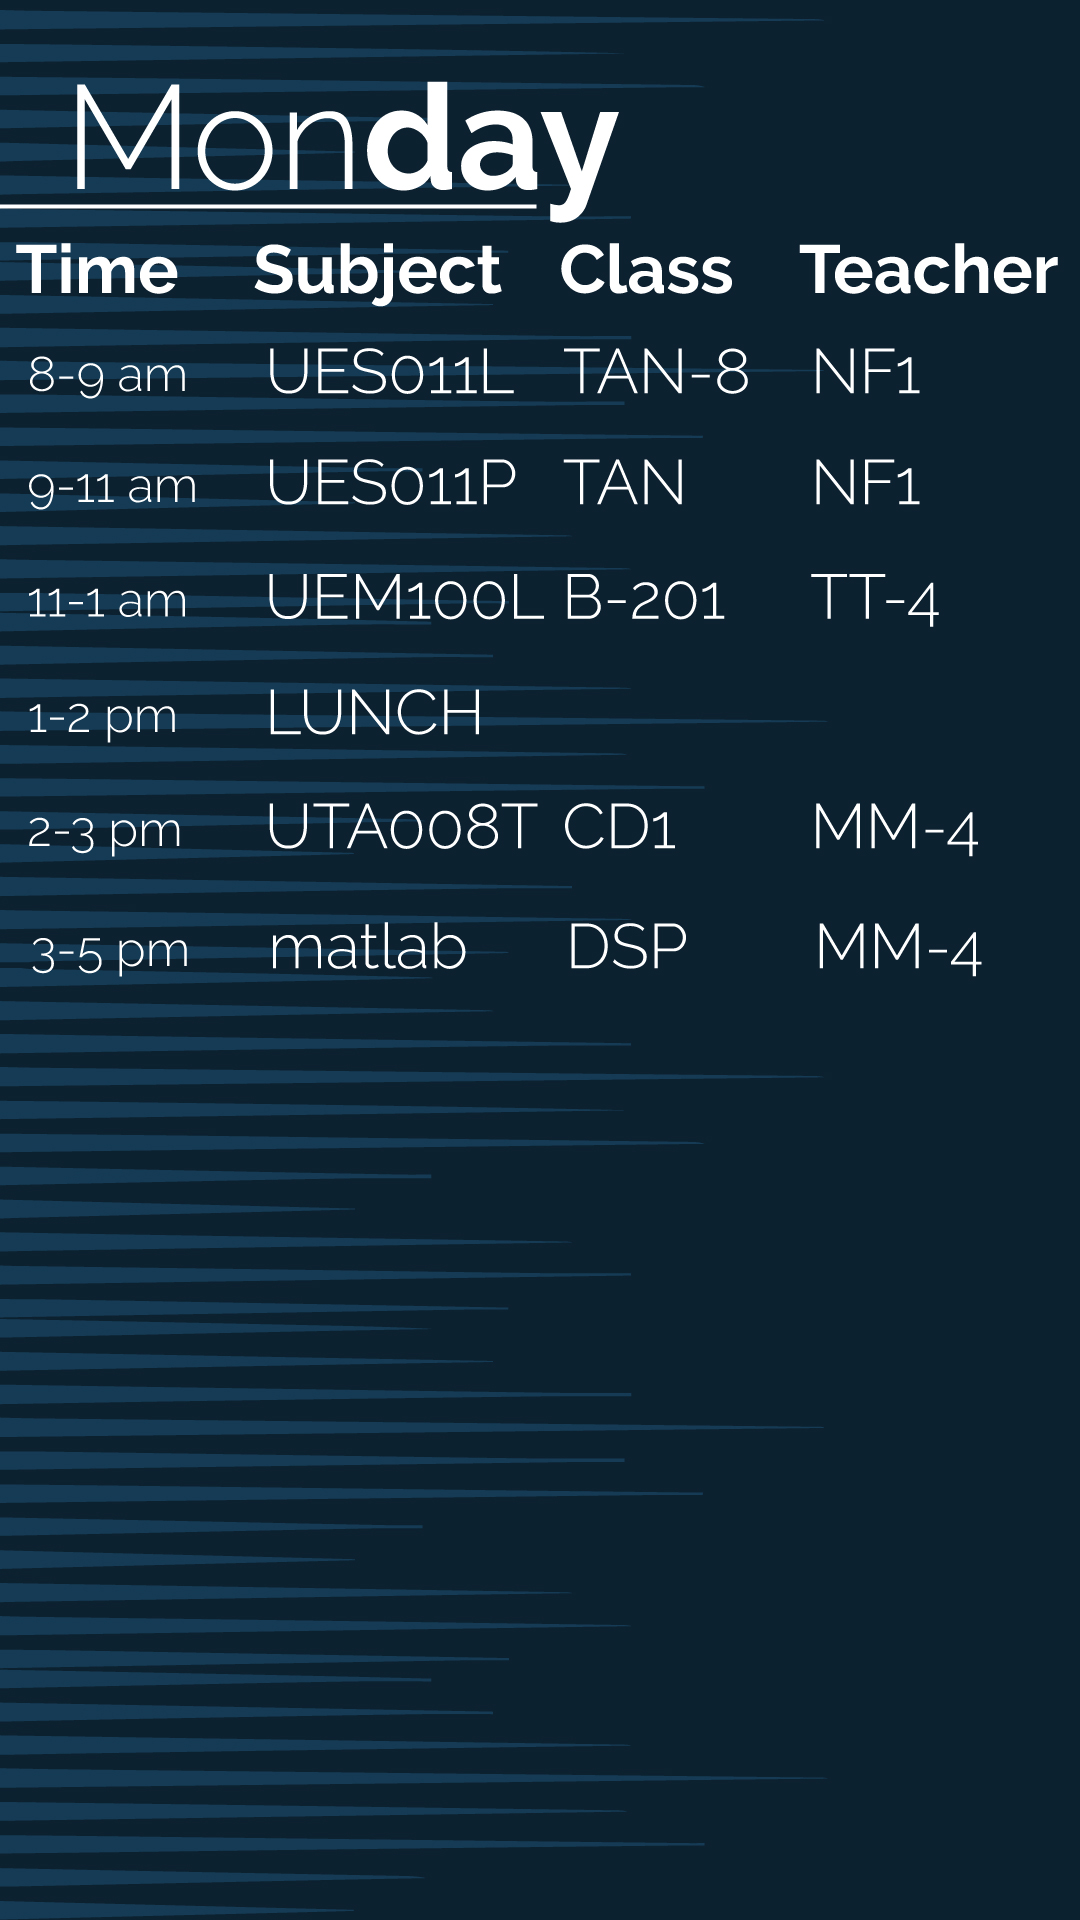 Monday
Time Subject Class Teacher
8-9 am UES011L TAN-8 NF1
9-11 am UES011P TAN NF1
11-1 am UEM100L B-201 TT-4
1-2 pm LUNCH
2-3 pm UTA008T CD1 MM-4
3-5 pm matlab DSP MM-4